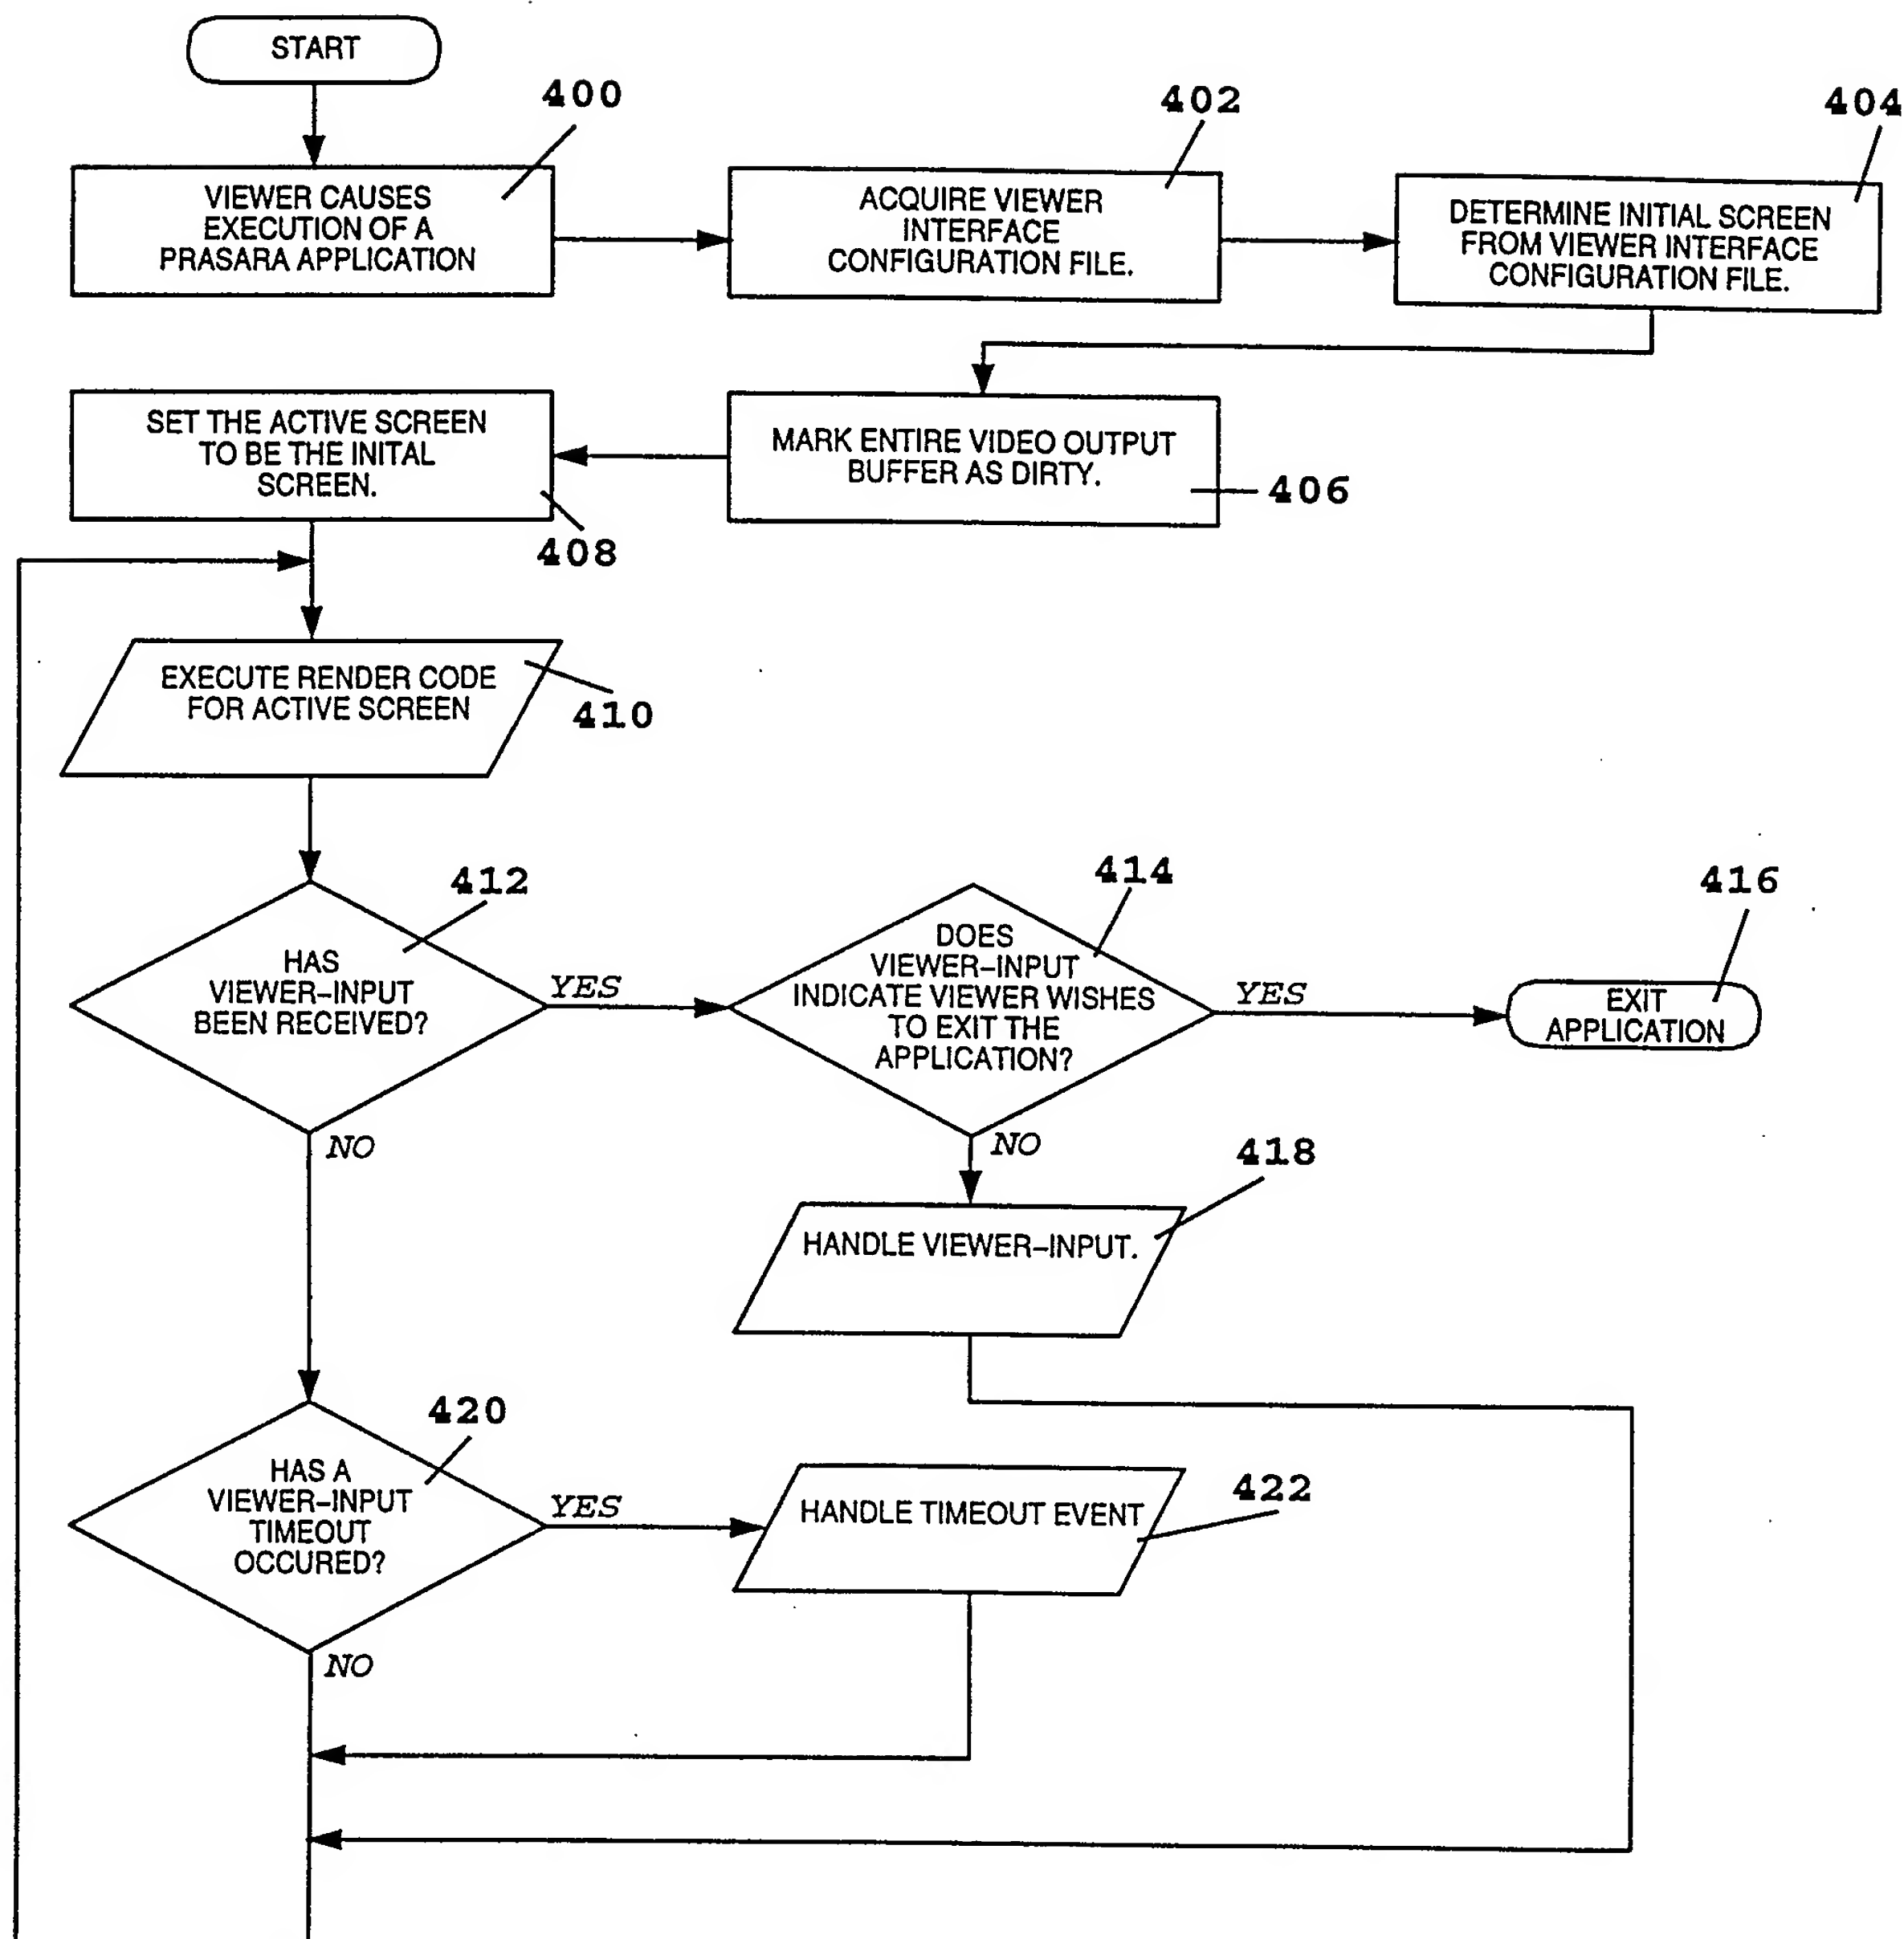 START
400
VIEWER CAUSES
EXECUTION OF A
PRASARA APPLICATION
402
ACQUIRE VIEWER
INTERFACE
CONFIGURATION FILE.
404
DETERMINE INITIAL SCREEN
FROM VIEWER INTERFACE
CONFIGURATION FILE.
SET THE ACTIVE SCREEN
TO BE THE INITAL
SCREEN.
408
MARK ENTIRE VIDEO OUTPUT
BUFFER AS DIRTY.
406
EXECUTE RENDER CODE
FOR ACTIVE SCREEN
410
412
HAS
VIEWER–INPUT
BEEN RECEIVED?
YES
NO
414
DOES
VIEWER–INPUT
INDICATE VIEWER WISHES
TO EXIT THE
APPLICATION?
YES
NO
416
EXIT
APPLICATION
418
HANDLE VIEWER–INPUT.
420
HAS A
VIEWER–INPUT
TIMEOUT
OCCURED?
YES
NO
HANDLE TIMEOUT EVENT
422